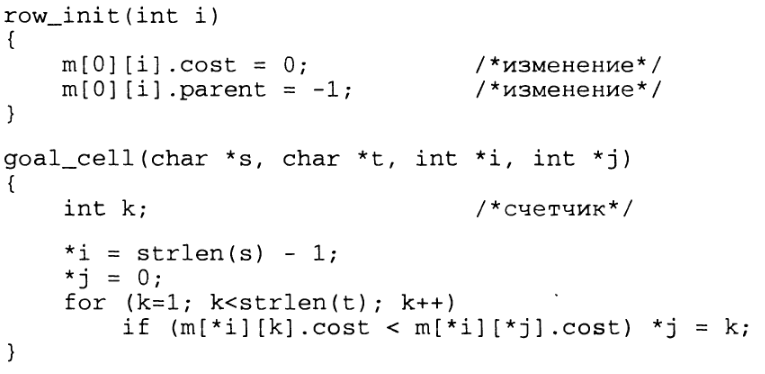 row_init(int i)
{
    m[0][i].cost = 0;              /*изменение*/
    m[0][i].parent = -1;           /*изменение*/
}
goal_cell(char *s, char *t, int *i, int *j)
{
    int k;                         /*счетчик*/
    *i = strlen(s) - 1;
    *j = 0;
    for (k=1; k<strlen(t); k++)
        if (m[*i][k].cost < m[*i][*j].cost) *j = k;
}